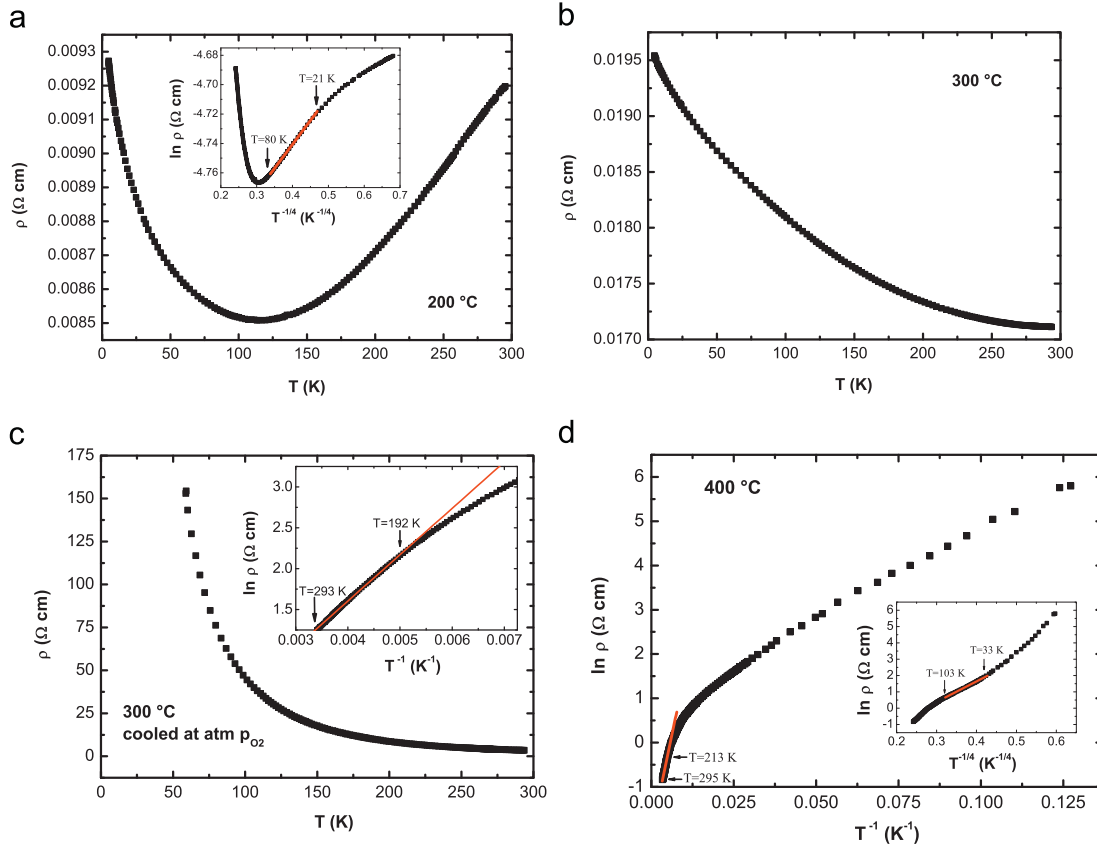 a
0.0093
0.0092
0.0091
0.0090
0.0089
0.0088
0.0087
0.0086
0.0085
ρ (Ω cm)
0 50 100 150 200 250 300
T (K)
200 °C
-4.68
-4.70
-4.72
-4.74
-4.76
ln ρ (Ω cm)
T=21 K
T=80 K
0.2 0.3 0.4 0.5 0.6 0.7
T⁻¹ᐟ⁴ (K⁻¹ᐟ⁴)
b
0.0195
0.0190
0.0185
0.0180
0.0175
0.0170
ρ (Ω cm)
300 °C
0 50 100 150 200 250 300
T (K)
c
175
150
125
100
75
50
25
0
ρ (Ω cm)
300 °C
cooled at atm p_O2
0 50 100 150 200 250 300
T (K)
3.0
2.5
2.0
1.5
ln ρ (Ω cm)
T=192 K
T=293 K
0.003 0.004 0.005 0.006 0.007
T⁻¹ (K⁻¹)
d
6
5
4
3
2
1
0
-1
ln ρ (Ω cm)
400 °C
T=213 K
T=295 K
0.000 0.025 0.050 0.075 0.100 0.125
T⁻¹ (K⁻¹)
6
5
4
3
2
1
0
-1
ln ρ (Ω cm)
T=33 K
T=103 K
0.2 0.3 0.4 0.5 0.6
T⁻¹ᐟ⁴ (K⁻¹ᐟ⁴)